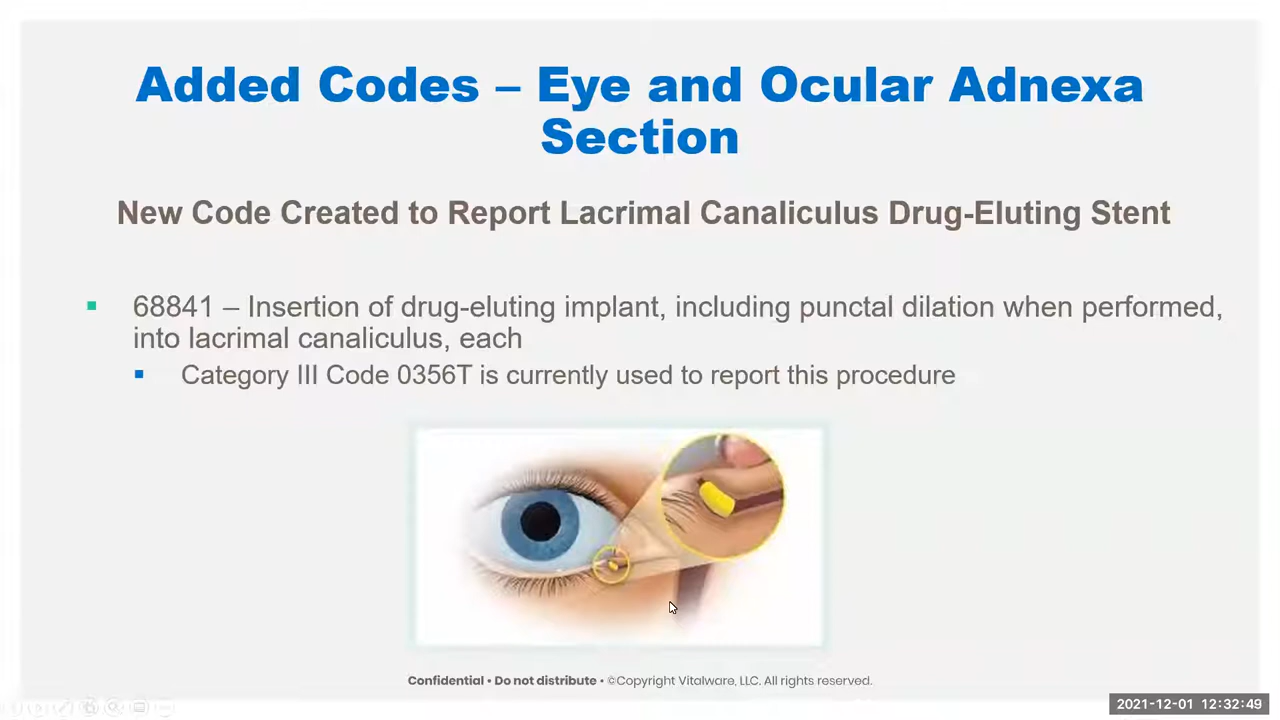 Added Codes – Eye and Ocular Adnexa
Section
New Code Created to Report Lacrimal Canaliculus Drug-Eluting Stent
68841 – Insertion of drug-eluting implant, including punctal dilation when performed,
into lacrimal canaliculus, each
Category III Code 0356T is currently used to report this procedure
Confidential • Do not distribute • ©Copyright Vitalware, LLC. All rights reserved.
2021-12-01 12:32:49